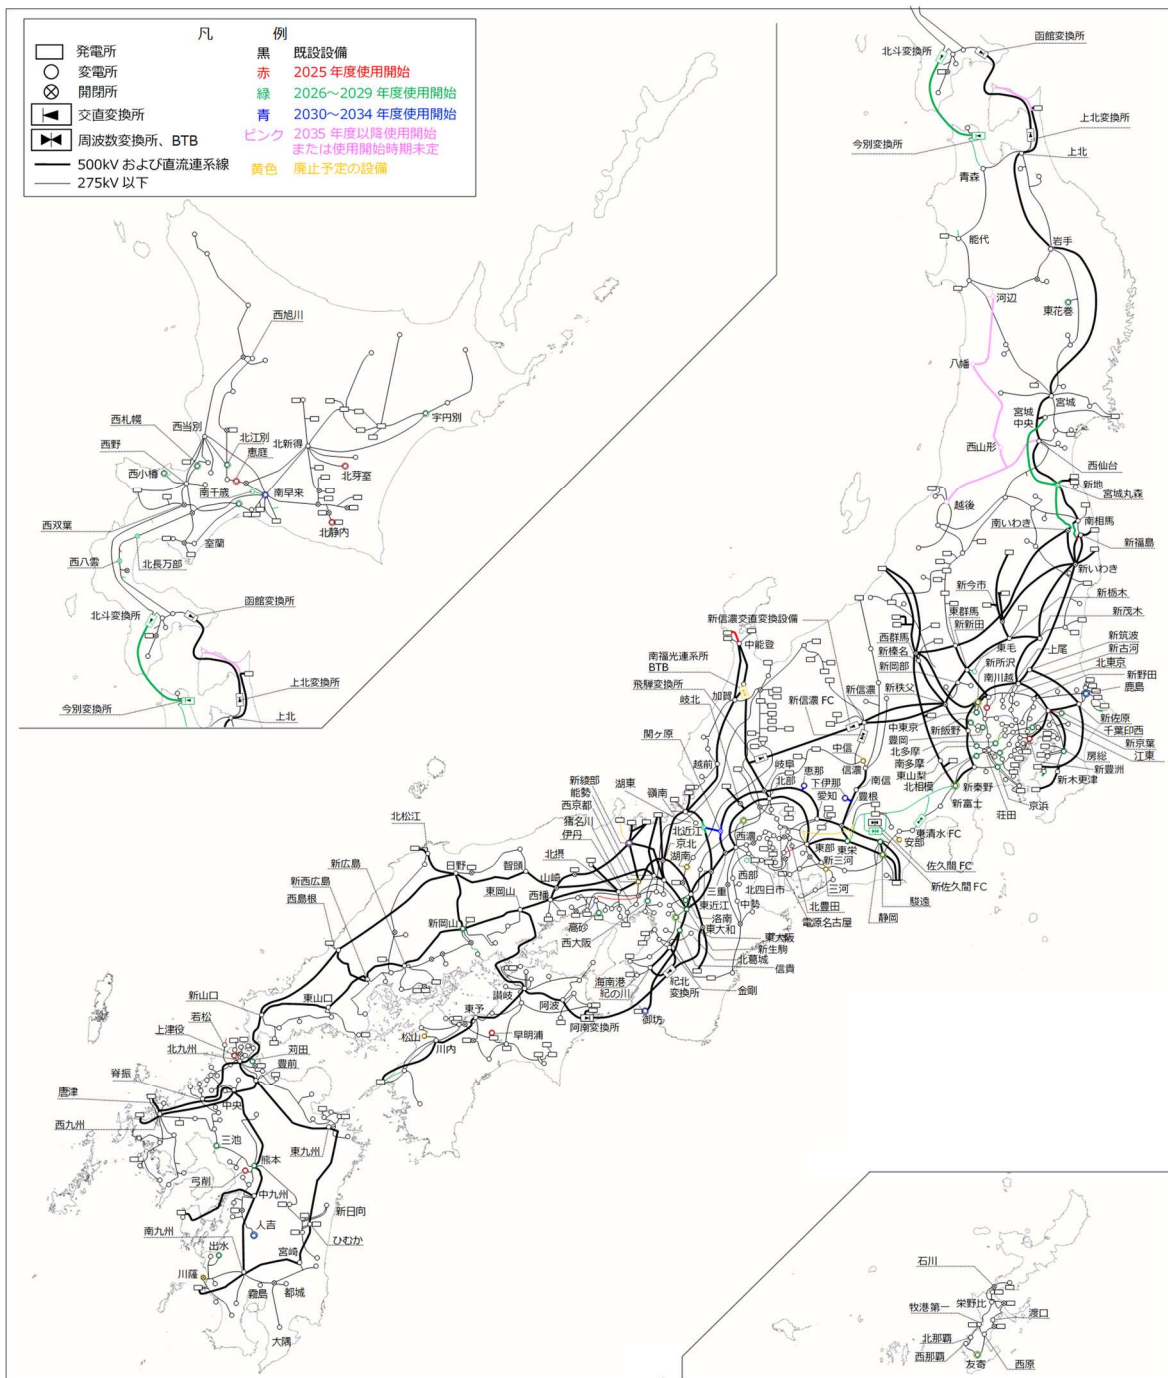 凡 例
発電所
変電所
開閉所
交直変換所
周波数変換所、BTB
500kV および直流連系線
275kV 以下
黒 既設設備
赤 2025 年度使用開始
緑 2026～2029 年度使用開始
青 2030～2034 年度使用開始
ピンク 2035 年度以降使用開始
または使用開始時期未定
黄色 廃止予定の設備
西旭川
西札幌
西当別
北江別
恵庭
北新得
宇円別
西野
西小樽
南千歳
南早来
北芽室
西双葉
室蘭
北静内
西八雲
北長万部
北斗変換所
函館変換所
今別変換所
上北変換所
上北
北斗変換所
函館変換所
上北変換所
今別変換所
上北
青森
能代
岩手
河辺
東花巻
八幡
宮城
宮城
中央
西山形
西仙台
新地
宮城丸森
越後
南いわき
南相馬
新福島
新いわき
新今市
新栃木
東群馬
新新田
新茂木
西群馬
新榛名
新岡部
東毛
上尾
新筑波
新古河
新所沢
北東京
南川越
新野田
新秩父
鹿島
新信濃交直変換設備
中能登
南福光連系所
BTB
飛騨変換所
加賀
岐北
新信濃 FC
新信濃
中東京
新飯野
豊岡
北多摩
南多摩
東山梨
北相模
新佐原
千葉印西
新京葉
江東
房総
新豊洲
新木更津
新秦野
新富士
荘田
京浜
関ヶ原
越前
岐阜
北部
恵那
下伊那
愛知
中信
信濃
南信
豊根
東清水 FC
安部
佐久間 FC
新佐久間 FC
駿遠
静岡
新綾部
能勢
西京都
猪名川
伊丹
湖東
嶺南
北近江
京北
湖南
西濃
西部
東部
東栄
新三河
三河
北四日市
北豊田
電源名古屋
三重
中勢
東近江
洛南
東大和
東大阪
新生駒
北葛城
信貴
金剛
北松江
新広島
日野
智頭
山崎
北摂
新西広島
西島根
東岡山
西播
新岡山
高砂
西大阪
海南港
紀の川
紀北
変換所
御坊
新山口
東山口
讃岐
阿波
阿南変換所
東予
松山
川内
早明浦
若松
上津役
北九州
苅田
豊前
脊振
唐津
中央
西九州
三池
東九州
熊本
弓削
中九州
新日向
南九州
人吉
ひむか
出水
宮崎
川薩
霧島
都城
大隅
石川
栄野比
牧港第一
渡口
北那覇
西那覇
友寄
西原